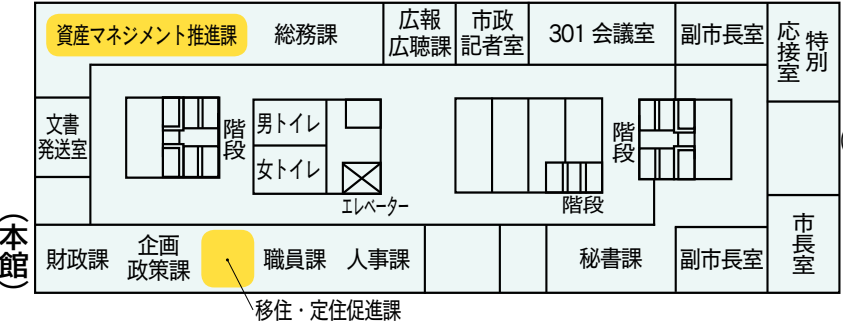 資産マネジメント推進課
総務課
広報
広聴課
市政
記者室
301 会議室
副市長室
特別
応接室
文書
発送室
階段
男トイレ
女トイレ
エレベーター
階段
階段
(本館)
財政課
企画
政策課
職員課
人事課
秘書課
副市長室
市長室
移住・定住促進課